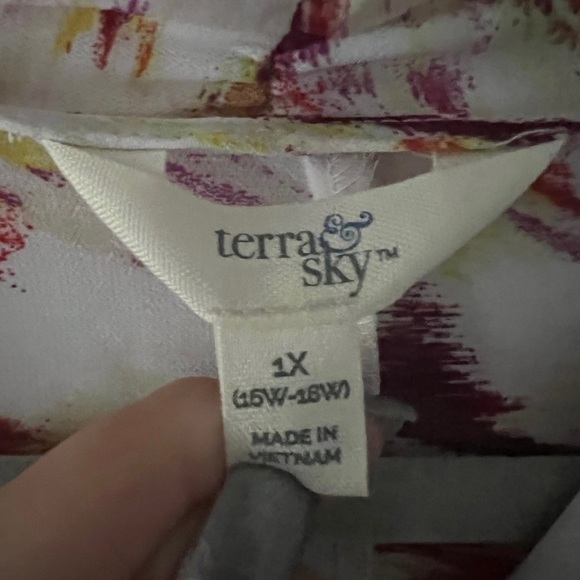 terra &
sky™
1X
(16W-18W)
MADE IN
VIETNAM